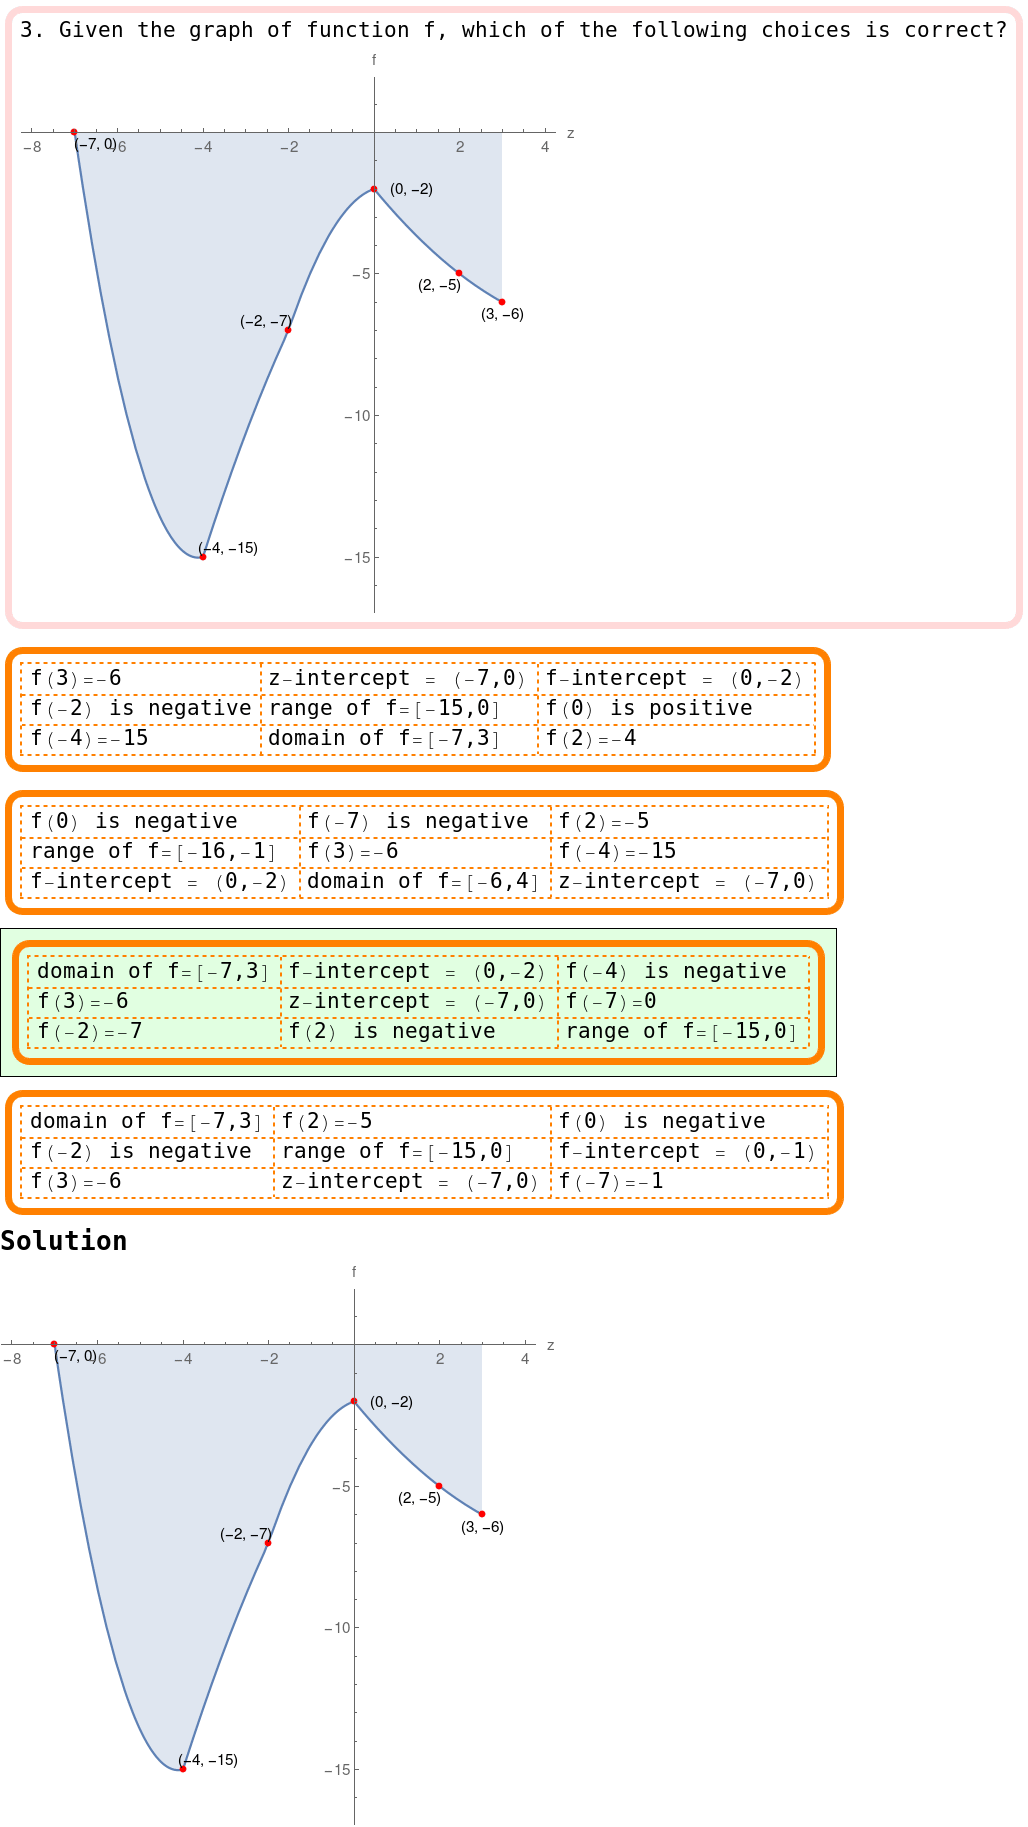 3. Given the graph of function f, which of the following choices is correct?
f
z
−8 (−7, 0) −6 −4 −2 2 4
(0, −2)
−5
(2, −5)
(3, −6)
(−2, −7)
−10
(−4, −15)
−15
f(3)=−6 z−intercept = (−7,0) f−intercept = (0,−2)
f(−2) is negative range of f=[−15,0] f(0) is positive
f(−4)=−15 domain of f=[−7,3] f(2)=−4
f(0) is negative f(−7) is negative f(2)=−5
range of f=[−16,−1] f(3)=−6 f(−4)=−15
f−intercept = (0,−2) domain of f=[−6,4] z−intercept = (−7,0)
domain of f=[−7,3] f−intercept = (0,−2) f(−4) is negative
f(3)=−6 z−intercept = (−7,0) f(−7)=0
f(−2)=−7 f(2) is negative range of f=[−15,0]
domain of f=[−7,3] f(2)=−5 f(0) is negative
f(−2) is negative range of f=[−15,0] f−intercept = (0,−1)
f(3)=−6 z−intercept = (−7,0) f(−7)=−1
Solution
f
z
−8 (−7, 0) −6 −4 −2 2 4
(0, −2)
−5
(2, −5)
(3, −6)
(−2, −7)
−10
(−4, −15)
−15